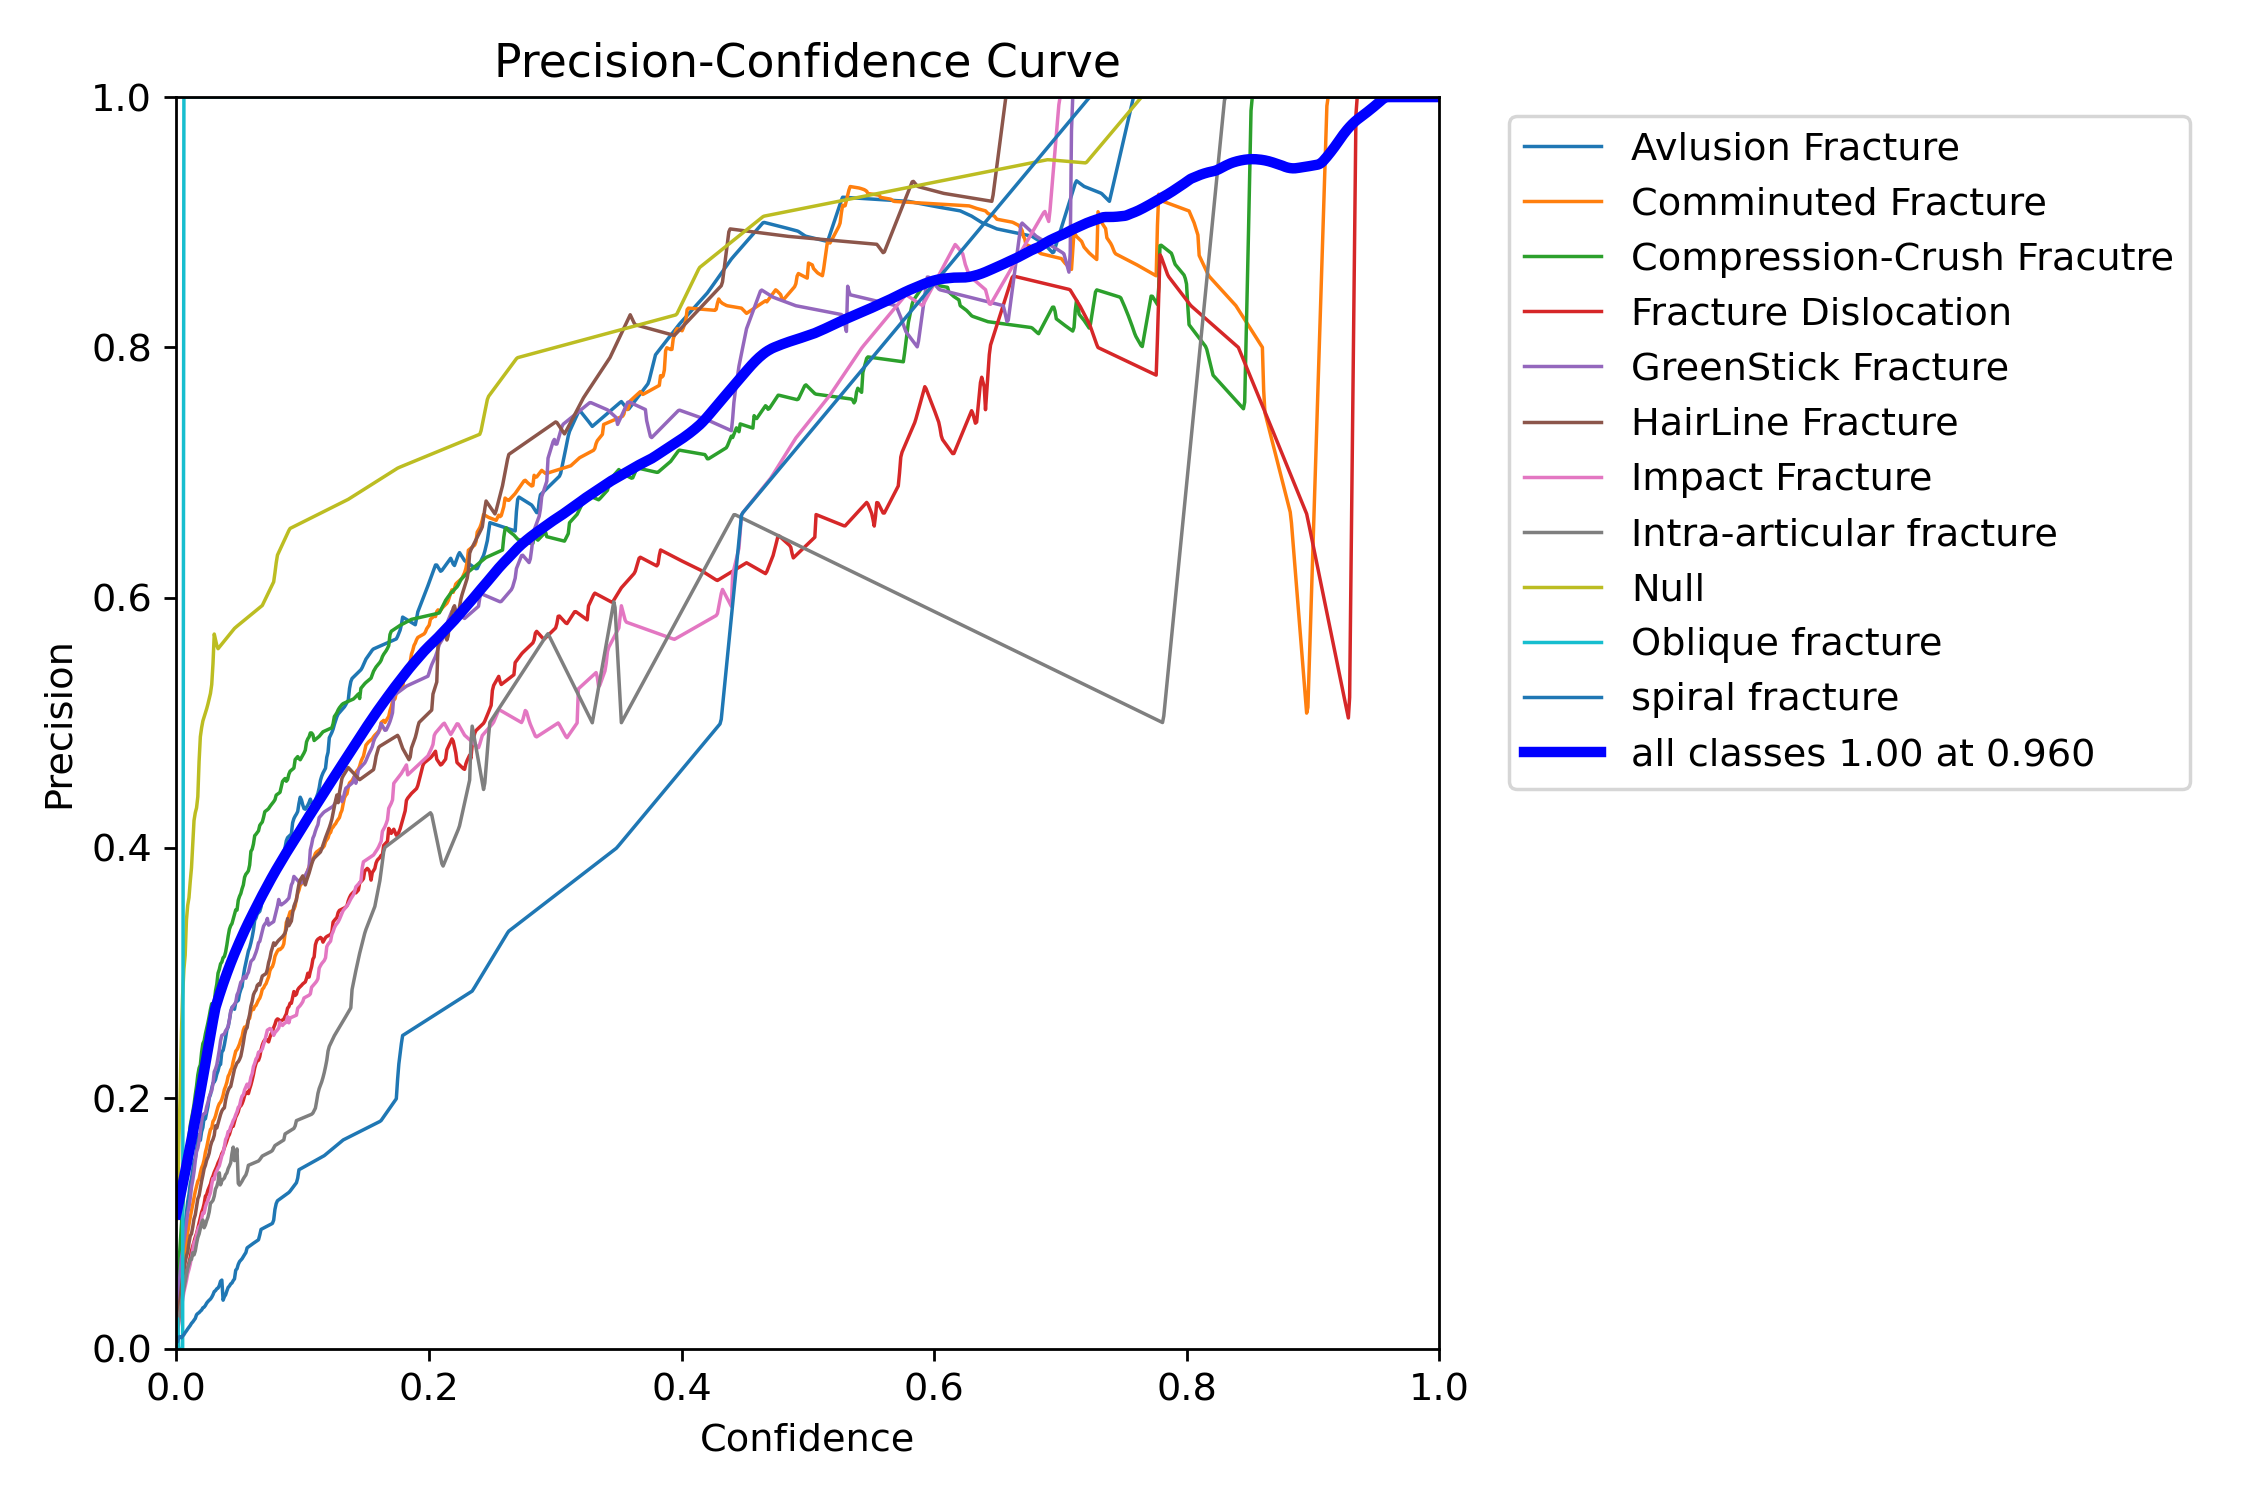 Precision-Confidence Curve
1.0
0.8
0.6
0.4
0.2
0.0
Precision
0.0 0.2 0.4 0.6 0.8 1.0
Confidence
Avlusion Fracture
Comminuted Fracture
Compression-Crush Fracutre
Fracture Dislocation
GreenStick Fracture
HairLine Fracture
Impact Fracture
Intra-articular fracture
Null
Oblique fracture
spiral fracture
all classes 1.00 at 0.960